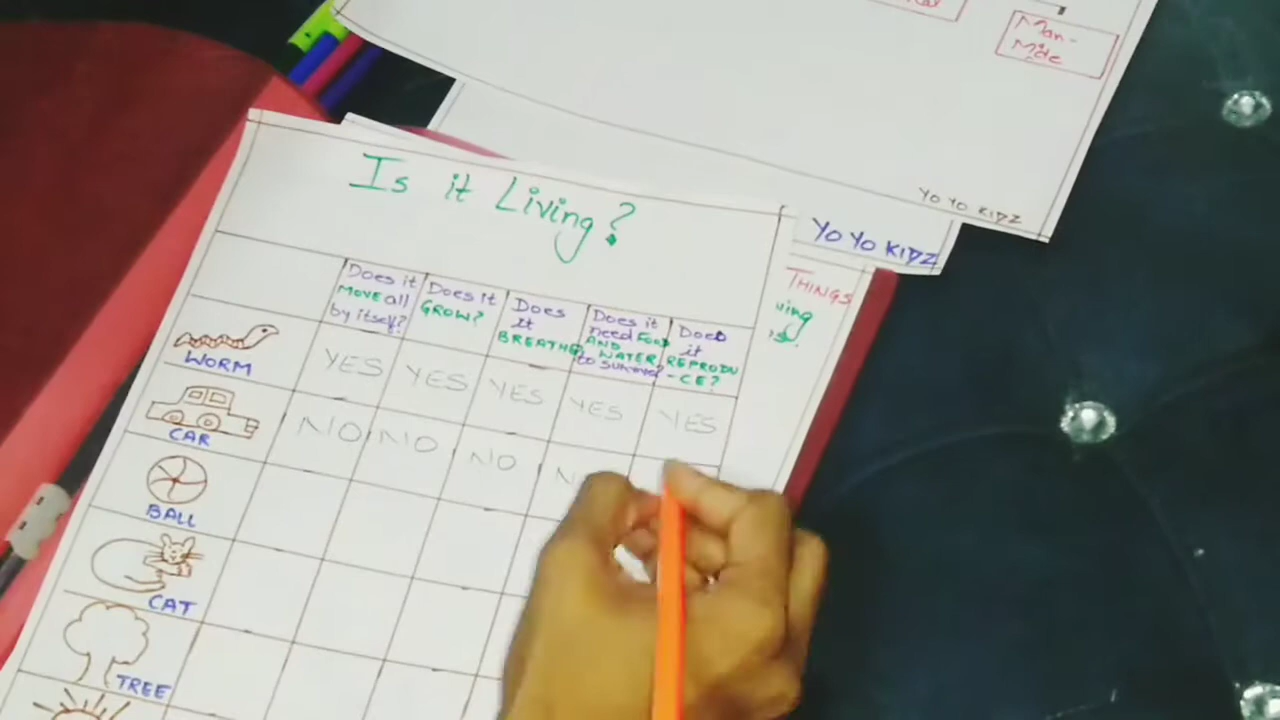 Man-
Made
YO YO KIDZ
YO YO KIDZ
THINGS
Is it Living?
Does it
MOVE all
by itself?
Does it
GROW?
Does
It
BREATHE
Does it
need FOOD
AND
WATER
to survive?
Does
it
REPRODU
-CE?
WORM
YES YES YES YES YES
CAR
NO NO NO
BALL
CAT
TREE